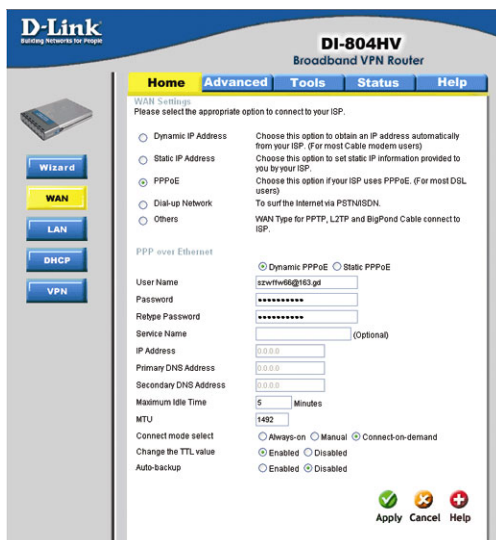 D-Link
Building Networks for People
DI-804HV
Broadband VPN Router
Home Advanced Tools Status Help
Wizard
WAN
LAN
DHCP
VPN
WAN Settings
Please select the appropriate option to connect to your ISP.
Dynamic IP Address Choose this option to obtain an IP address automatically from your ISP. (For most Cable modem users)
Static IP Address Choose this option to set static IP information provided to you by your ISP.
PPPoE Choose this option if your ISP uses PPPoE. (For most DSL users)
Dial-up Network To surf the Internet via PSTN/ISDN.
Others WAN Type for PPTP, L2TP and BigPond Cable connect to ISP.
PPP over Ethernet
Dynamic PPPoE Static PPPoE
User Name szwffw66@163.gd
Password ••••••••••
Retype Password ••••••••••
Service Name (Optional)
IP Address 0.0.0.0
Primary DNS Address 0.0.0.0
Secondary DNS Address 0.0.0.0
Maximum Idle Time 5 Minutes
MTU 1492
Connect mode select Always-on Manual Connect-on-demand
Change the TTL value Enabled Disabled
Auto-backup Enabled Disabled
Apply Cancel Help